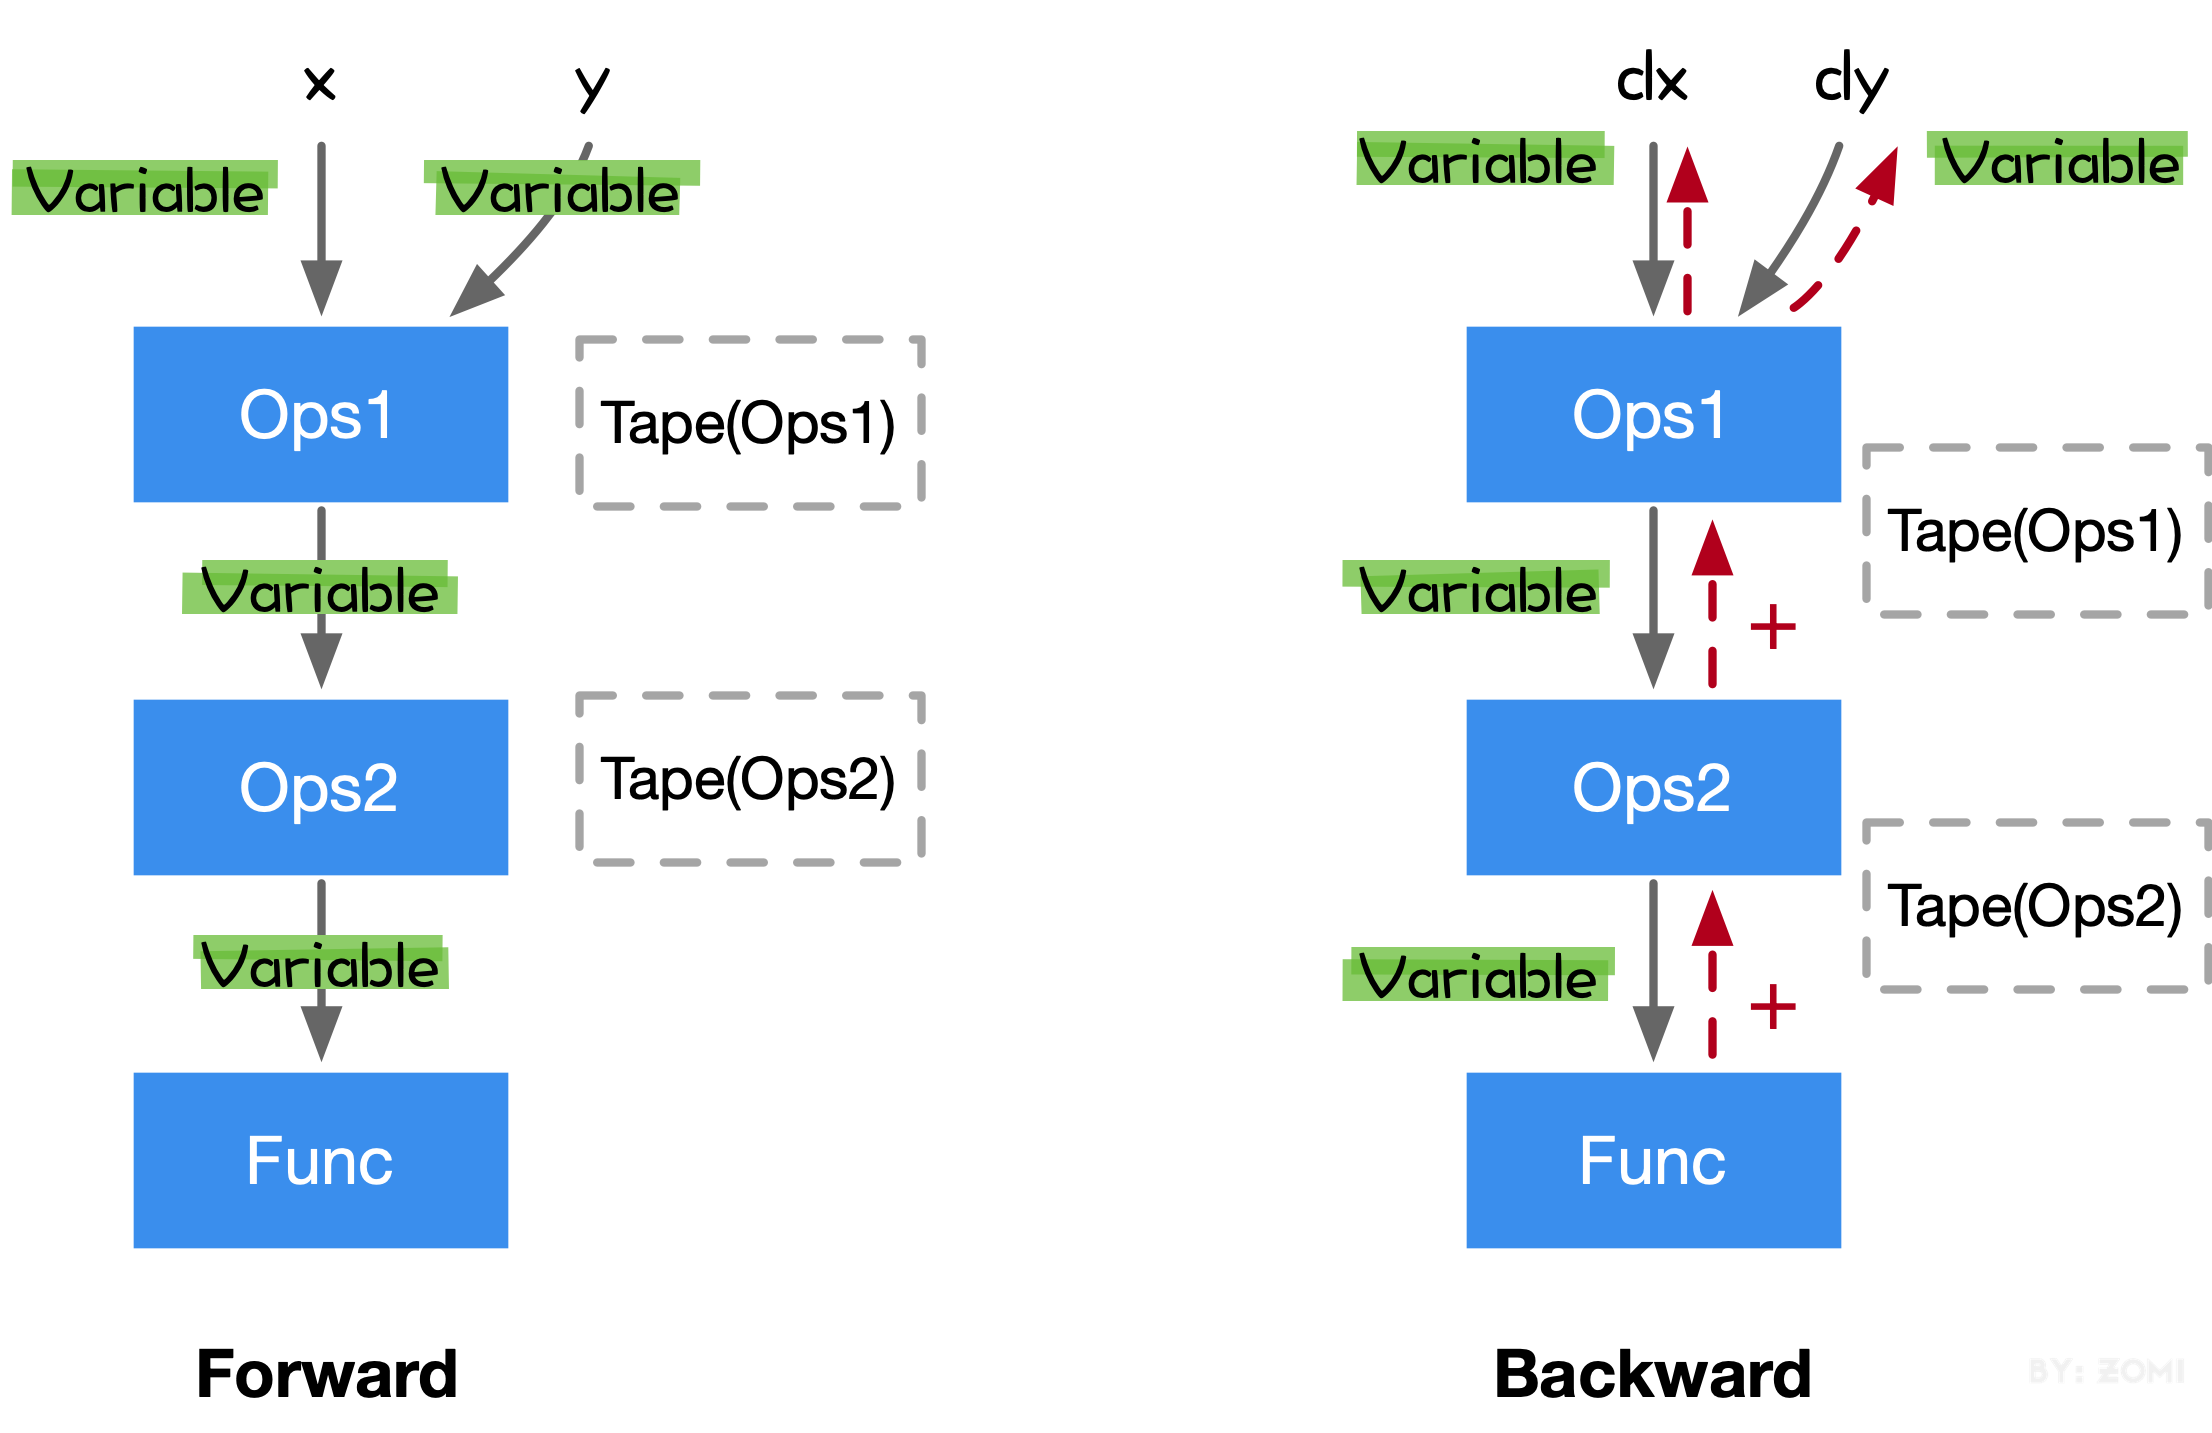 x
y
Variable
Variable
Ops1
Tape(Ops1)
Variable
Ops2
Tape(Ops2)
Variable
Func
Forward
dx
dy
Variable
Variable
Ops1
Tape(Ops1)
Variable
+
Ops2
Tape(Ops2)
Variable
+
Func
Backward
BY: ZOMI